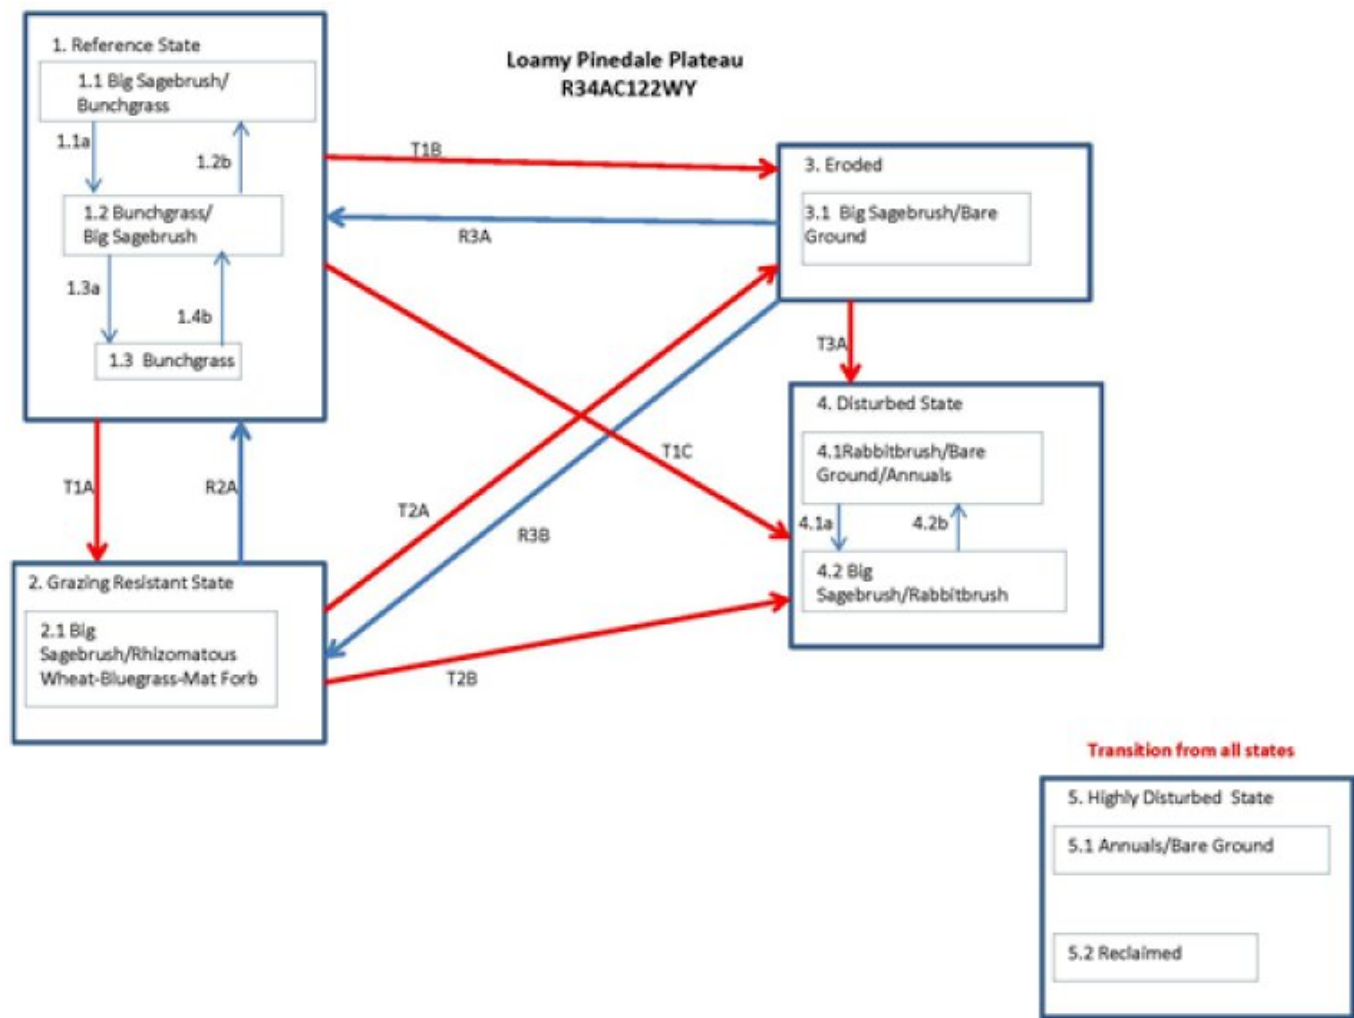 Loamy Pinedale Plateau
R34AC122WY
1. Reference State
1.1 Big Sagebrush/
Bunchgrass
1.1a
1.2b
1.2 Bunchgrass/
Big Sagebrush
1.3a
1.4b
1.3 Bunchgrass
T1B
R3A
3. Eroded
3.1 Big Sagebrush/Bare
Ground
T3A
T1A
R2A
T2A
R3B
T1C
T2B
4. Disturbed State
4.1Rabbitbrush/Bare
Ground/Annuals
4.1a
4.2b
4.2 Big
Sagebrush/Rabbitbrush
2. Grazing Resistant State
2.1 Big
Sagebrush/Rhizomatous
Wheat-Bluegrass-Mat Forb
Transition from all states
5. Highly Disturbed State
5.1 Annuals/Bare Ground
5.2 Reclaimed